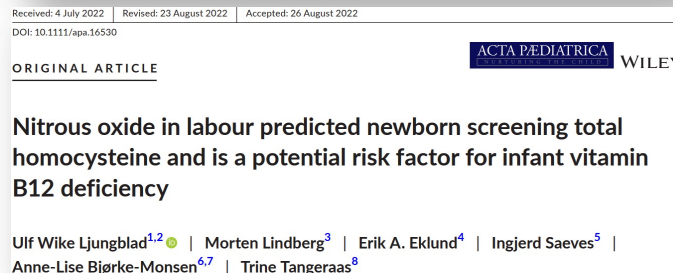 Received: 4 July 2022 | Revised: 23 August 2022 | Accepted: 26 August 2022
DOI: 10.1111/apa.16530
ACTA PÆDIATRICA
NURTURING THE CHILD
ORIGINAL ARTICLE
Nitrous oxide in labour predicted newborn screening total
homocysteine and is a potential risk factor for infant vitamin
B12 deficiency
Ulf Wike Ljungblad1,2 | Morten Lindberg3 | Erik A. Eklund4 | Ingjerd Saeves5 |
Anne-Lise Bjørke-Monsen6,7 | Trine Tangeraas8